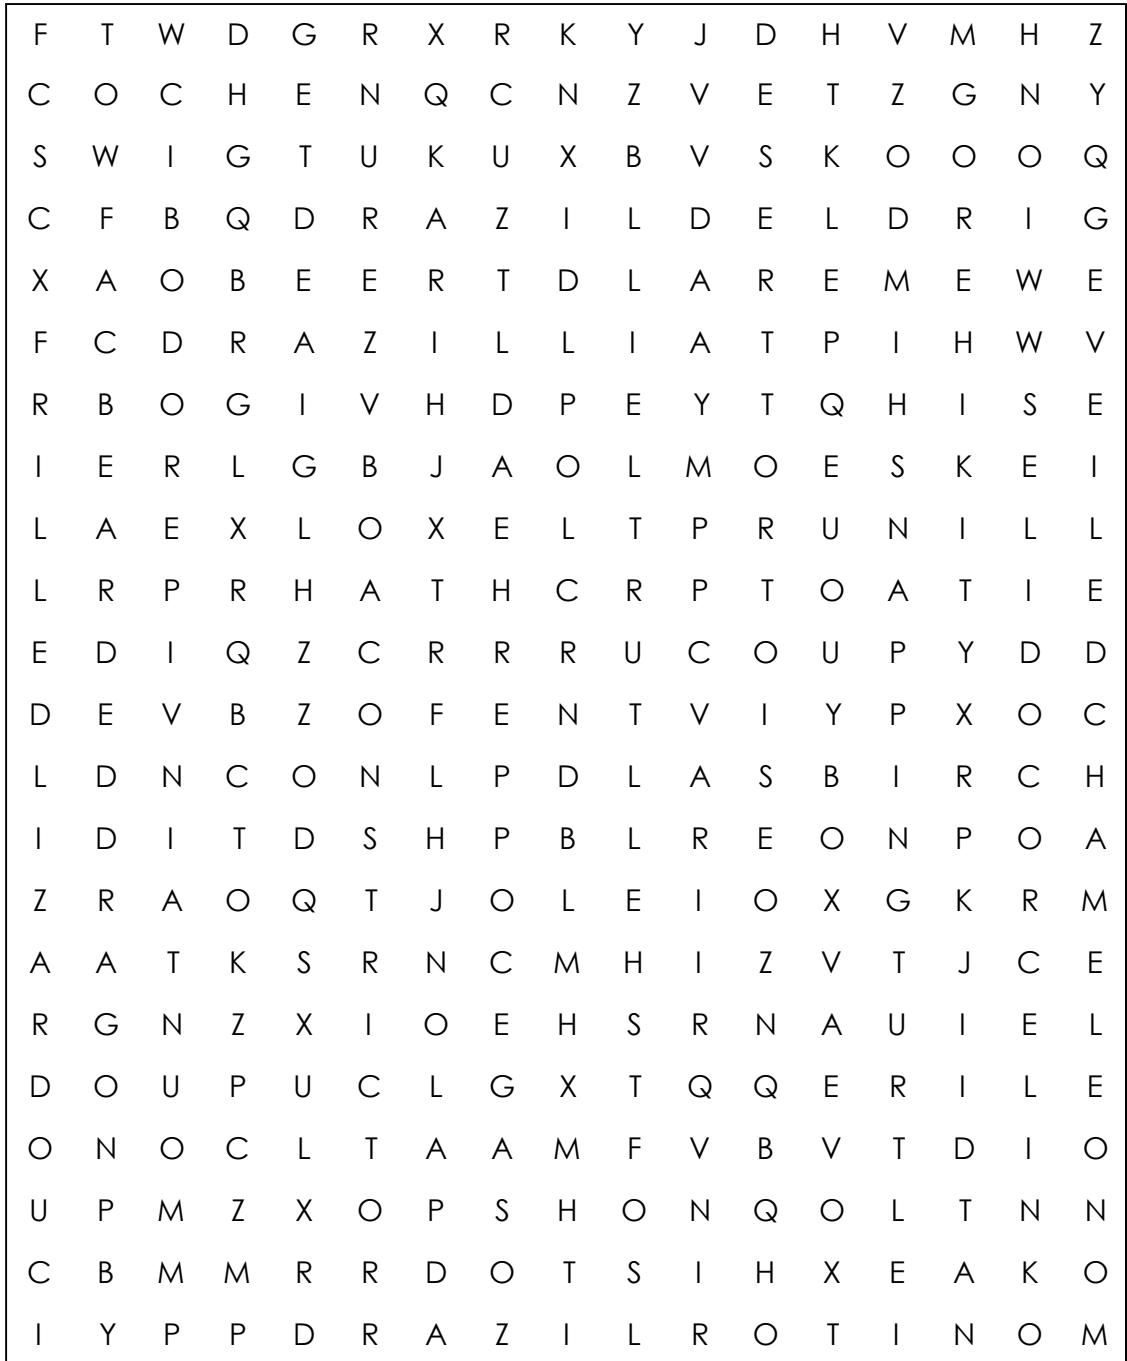 F T W D G R X R K Y J D H V M H Z
C O C H E N Q C N Z V E T Z G N Y
S W I G T U K U X B V S K O O O Q
C F B Q D R A Z I L D E L D R I G
X A O B E E R T D L A R E M E W E
F C D R A Z I L L I A T P I H W V
R B O G I V H D P E Y T Q H I S E
I E R L G B J A O L M O E S K E I
L A E X L O X E L T P R U N I L L
L R P R H A T H C R P T O A T I E
E D I Q Z C R R R U C O U P Y D D
D E V B Z O F E N T V I Y P X O C
L D N C O N L P D L A S B I R C H
I D I T D S H P B L R E O N P O A
Z R A O Q T J O L E I O X G K R M
A A T K S R N C M H I Z V T J C E
R G N Z X I O E H S R N A U I E L
D O U P U C L G X T Q Q E R I L E
O N O C L T A A M F V B V T D I O
U P M Z X O P S H O N Q O L T N N
C B M M R R D O T S I H X E A K O
I Y P P D R A Z I L R O T I N O M